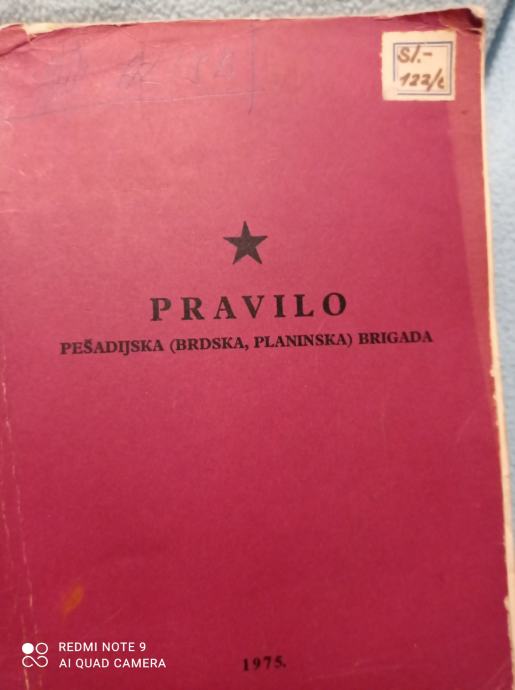 Sl.-
122/c
PRAVILO
PEŠADIJSKA (BRDSKA, PLANINSKA) BRIGADA
1975.
REDMI NOTE 9
AI QUAD CAMERA